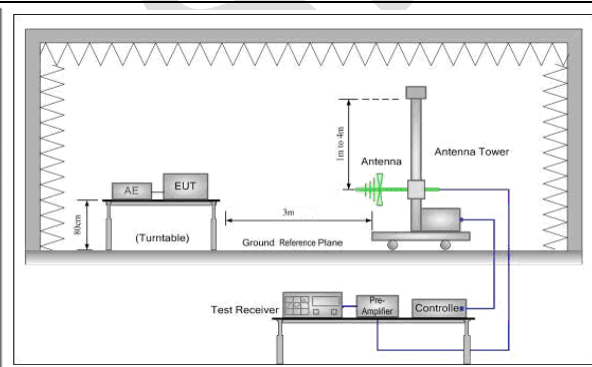 1m to 4m
Antenna
Antenna Tower
AE
EUT
80cm
3m
(Turntable)
Ground Reference Plane
Test Receiver
Pre-
Amplifier
Controller